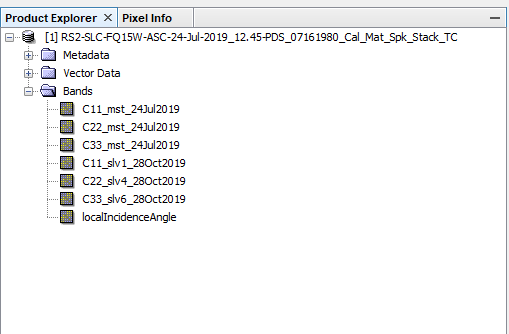 Product Explorer Pixel Info
[1] RS2-SLC-FQ15W-ASC-24-Jul-2019_12.45-PDS_07161980_Cal_Mat_Spk_Stack_TC
Metadata
Vector Data
Bands
C11_mst_24Jul2019
C22_mst_24Jul2019
C33_mst_24Jul2019
C11_slv1_28Oct2019
C22_slv4_28Oct2019
C33_slv6_28Oct2019
localIncidenceAngle